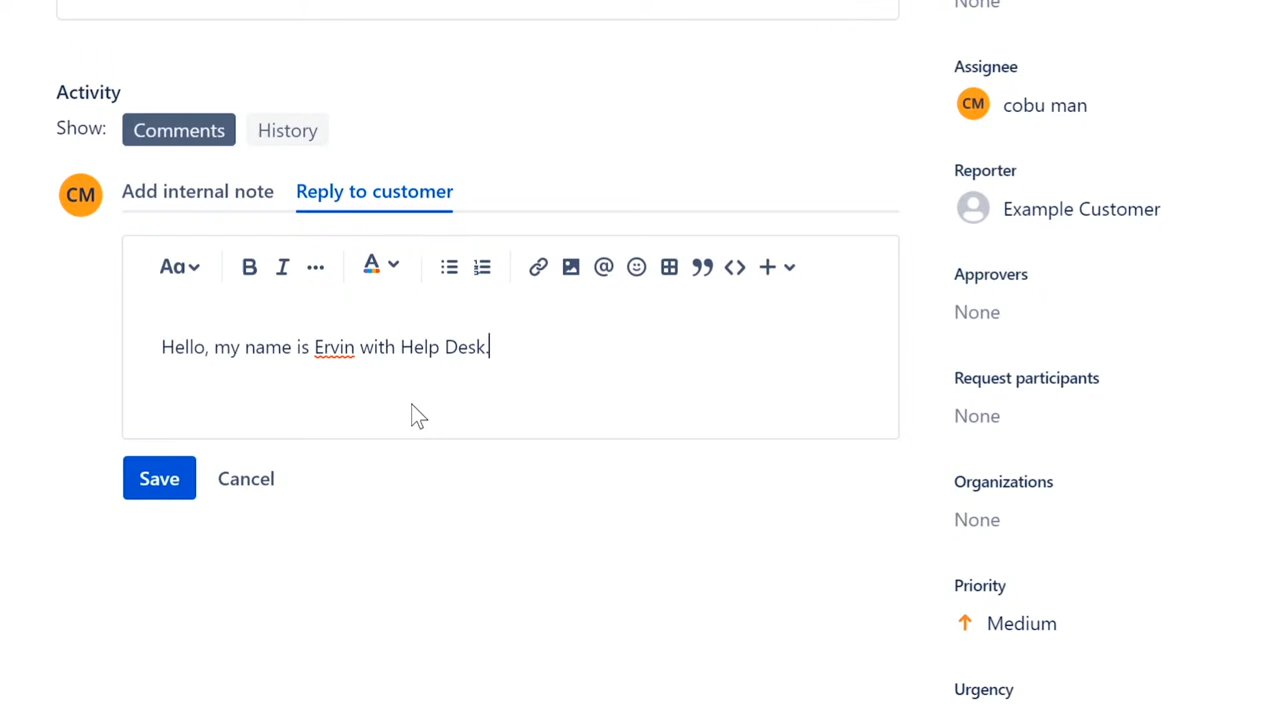 None
Activity
Assignee
Show: Comments History
CM cobu man
CM Add internal note Reply to customer
Reporter
Example Customer
Aa B I ... A
Approvers
None
Hello, my name is Ervin with Help Desk.
Request participants
None
Save Cancel
Organizations
None
Priority
Medium
Urgency